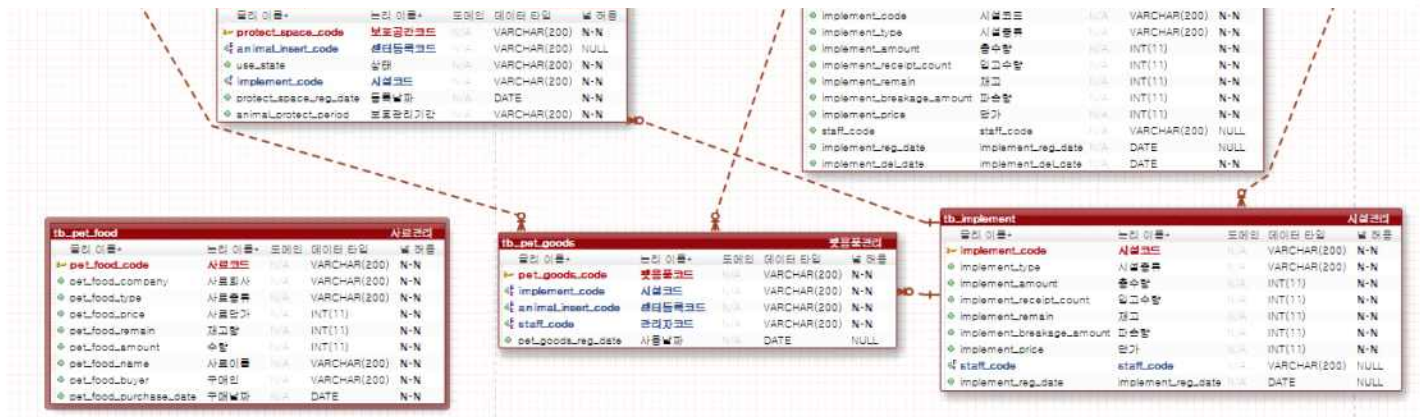 물리 이름 논리 이름 도메인 데이터 타입 널 허용
protect_space_code 보호공간코드 N/A VARCHAR(200) N-N
animal_insert_code 센터등록코드 N/A VARCHAR(200) NULL
use_state 상태 N/A VARCHAR(200) N-N
implement_code 시설코드 N/A VARCHAR(200) N-N
protect_space_reg_date 등록날짜 N/A DATE N-N
animal_protect_period 보호관리기간 N/A VARCHAR(200) N-N
implement_code 시설코드 N/A VARCHAR(200) N-N
implement_type 시설종류 N/A VARCHAR(200) N-N
implement_amount 총수량 N/A INT(11) N-N
implement_receipt_count 입고수량 N/A INT(11) N-N
implement_remain 재고 N/A INT(11) N-N
implement_breakage_amount 파손량 N/A INT(11) N-N
implement_price 단가 N/A INT(11) N-N
staff_code staff_code N/A VARCHAR(200) NULL
implement_reg_date implement_reg_date N/A DATE NULL
implement_del_date implement_del_date N/A DATE N-N
tb_pet_food 사료관리
물리 이름 논리 이름 도메인 데이터 타입 널 허용
pet_food_code 사료코드 N/A VARCHAR(200) N-N
pet_food_company 사료회사 N/A VARCHAR(200) N-N
pet_food_type 사료종류 N/A VARCHAR(200) N-N
pet_food_price 사료단가 N/A INT(11) N-N
pet_food_remain 재고량 N/A INT(11) N-N
pet_food_amount 수량 N/A INT(11) N-N
pet_food_name 사료이름 N/A VARCHAR(200) N-N
pet_food_buyer 구매인 N/A VARCHAR(200) N-N
pet_food_purchase_date 구매날짜 N/A DATE N-N
tb_pet_goods 펫용품관리
물리 이름 논리 이름 도메인 데이터 타입 널 허용
pet_goods_code 펫용품코드 N/A VARCHAR(200) N-N
implement_code 시설코드 N/A VARCHAR(200) N-N
animal_insert_code 센터등록코드 N/A VARCHAR(200) N-N
staff_code 관리자코드 N/A VARCHAR(200) N-N
pet_goods_reg_date 사용날짜 N/A DATE NULL
tb_implement 시설관리
물리 이름 논리 이름 도메인 데이터 타입 널 허용
implement_code 시설코드 N/A VARCHAR(200) N-N
implement_type 시설종류 N/A VARCHAR(200) N-N
implement_amount 총수량 N/A INT(11) N-N
implement_receipt_count 입고수량 N/A INT(11) N-N
implement_remain 재고 N/A INT(11) N-N
implement_breakage_amount 파손량 N/A INT(11) N-N
implement_price 단가 N/A INT(11) N-N
staff_code staff_code N/A VARCHAR(200) NULL
implement_reg_date implement_reg_date N/A DATE NULL